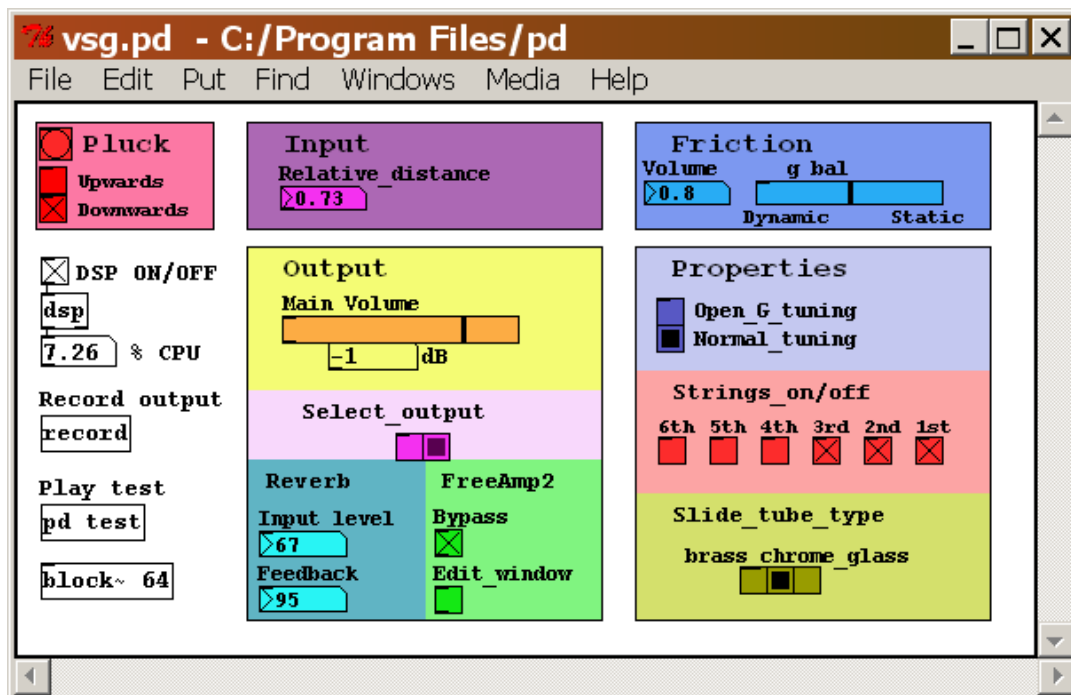 vsg.pd - C:/Program Files/pd
File Edit Put Find Windows Media Help
Pluck
Upwards
Downwards
DSP ON/OFF
dsp
7.26 % CPU
Record output
record
Play test
pd test
block~ 64
Input
Relative_distance
0.73
Output
Main Volume
-1 dB
Select_output
Reverb
Input level
67
Feedback
95
FreeAmp2
Bypass
Edit_window
Friction
Volume g bal
0.8
Dynamic Static
Properties
Open_G_tuning
Normal_tuning
Strings_on/off
6th 5th 4th 3rd 2nd 1st
Slide_tube_type
brass_chrome_glass